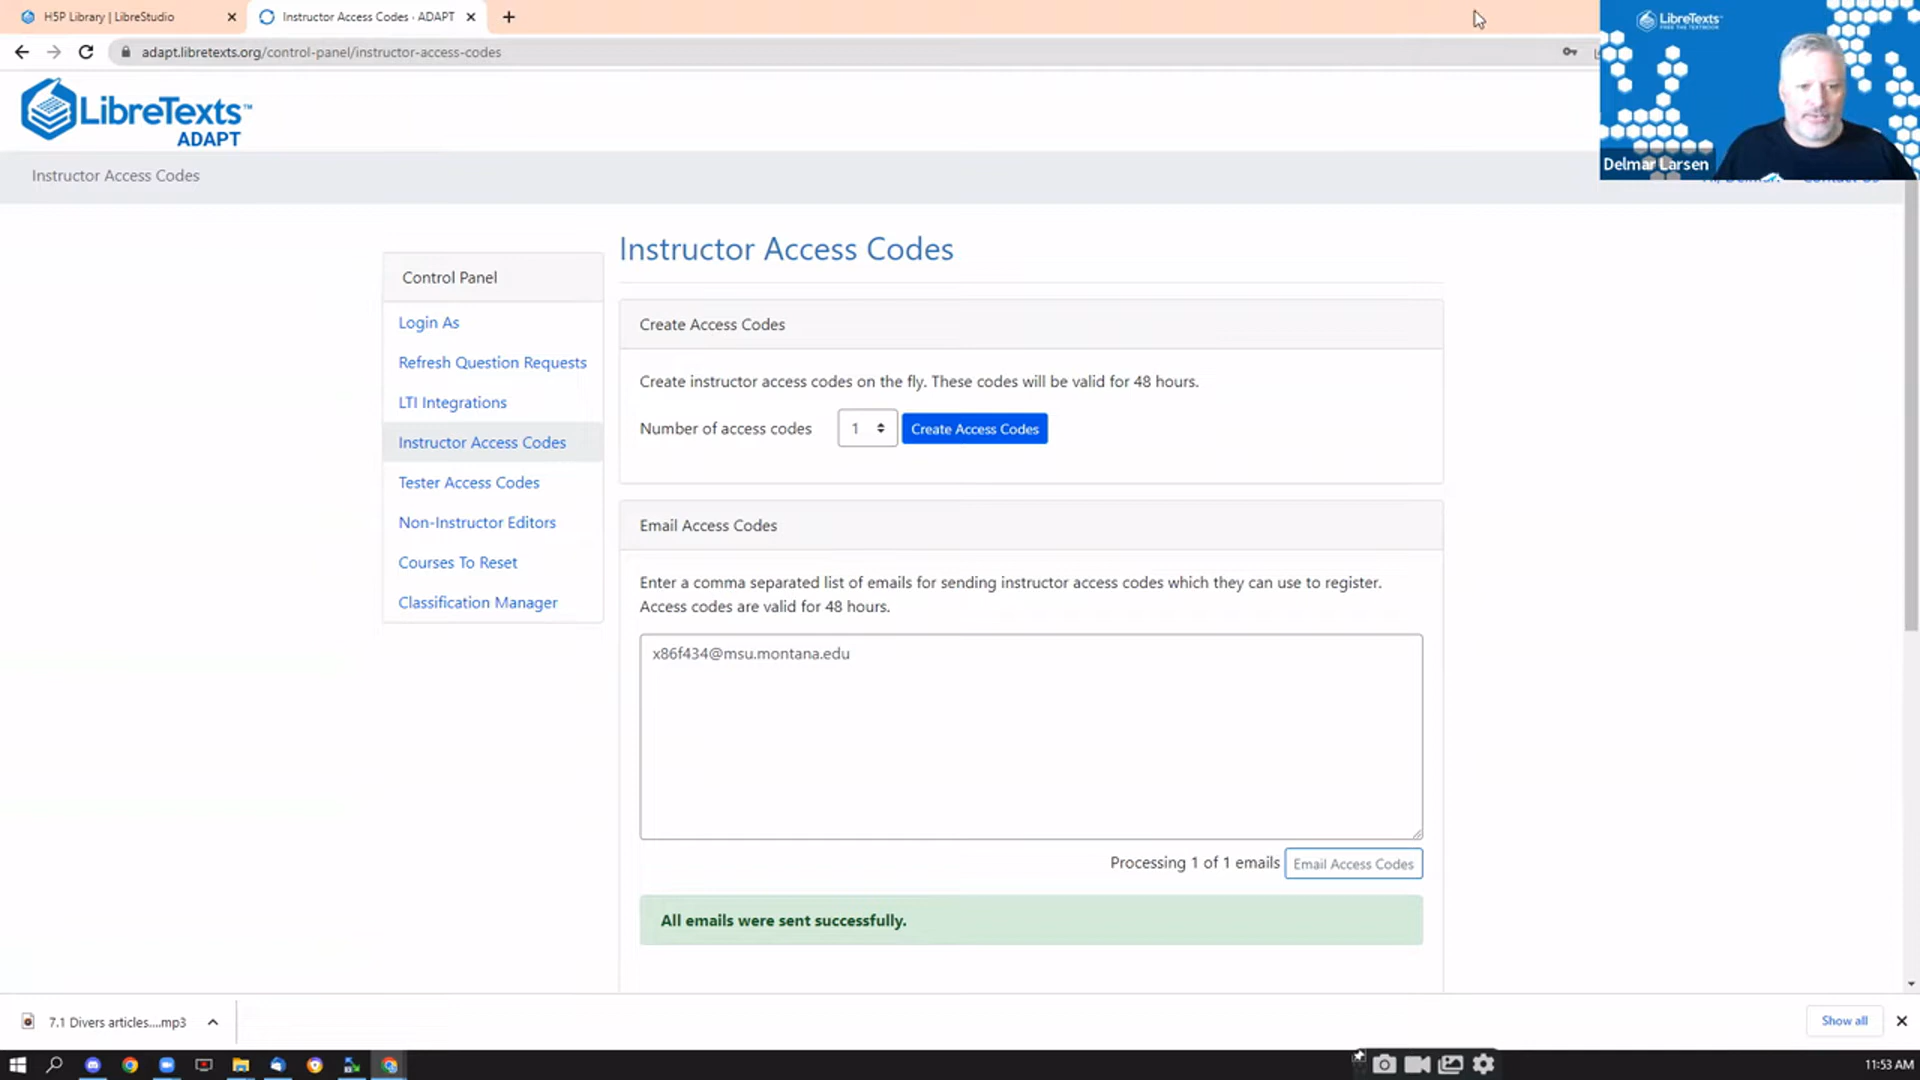 H5P Library | LibreStudio
Instructor Access Codes · ADAPT
adapt.libretexts.org/control-panel/instructor-access-codes
LibreTexts™
ADAPT
LibreTexts
FREE THE TEXTBOOK
Delmar Larsen
Instructor Access Codes
Instructor Access Codes
Control Panel
Login As
Refresh Question Requests
LTI Integrations
Instructor Access Codes
Tester Access Codes
Non-Instructor Editors
Courses To Reset
Classification Manager
Create Access Codes
Create instructor access codes on the fly. These codes will be valid for 48 hours.
Number of access codes 1 Create Access Codes
Email Access Codes
Enter a comma separated list of emails for sending instructor access codes which they can use to register.
Access codes are valid for 48 hours.
x86f434@msu.montana.edu
Processing 1 of 1 emails Email Access Codes
All emails were sent successfully.
7.1 Divers articles....mp3
Show all
11:53 AM